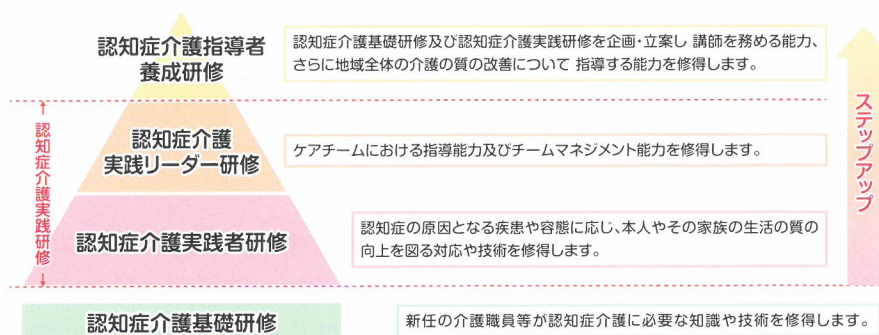 認知症介護指導者
養成研修
認知症介護基礎研修及び認知症介護実践研修を企画・立案し 講師を務める能力、
さらに地域全体の介護の質の改善について 指導する能力を修得します。
認知症介護実践研修
認知症介護
実践リーダー研修
ケアチームにおける指導能力及びチームマネジメント能力を修得します。
認知症介護実践者研修
認知症の原因となる疾患や容態に応じ、本人やその家族の生活の質の
向上を図る対応や技術を修得します。
ステップアップ
認知症介護基礎研修
新任の介護職員等が認知症介護に必要な知識や技術を修得します。